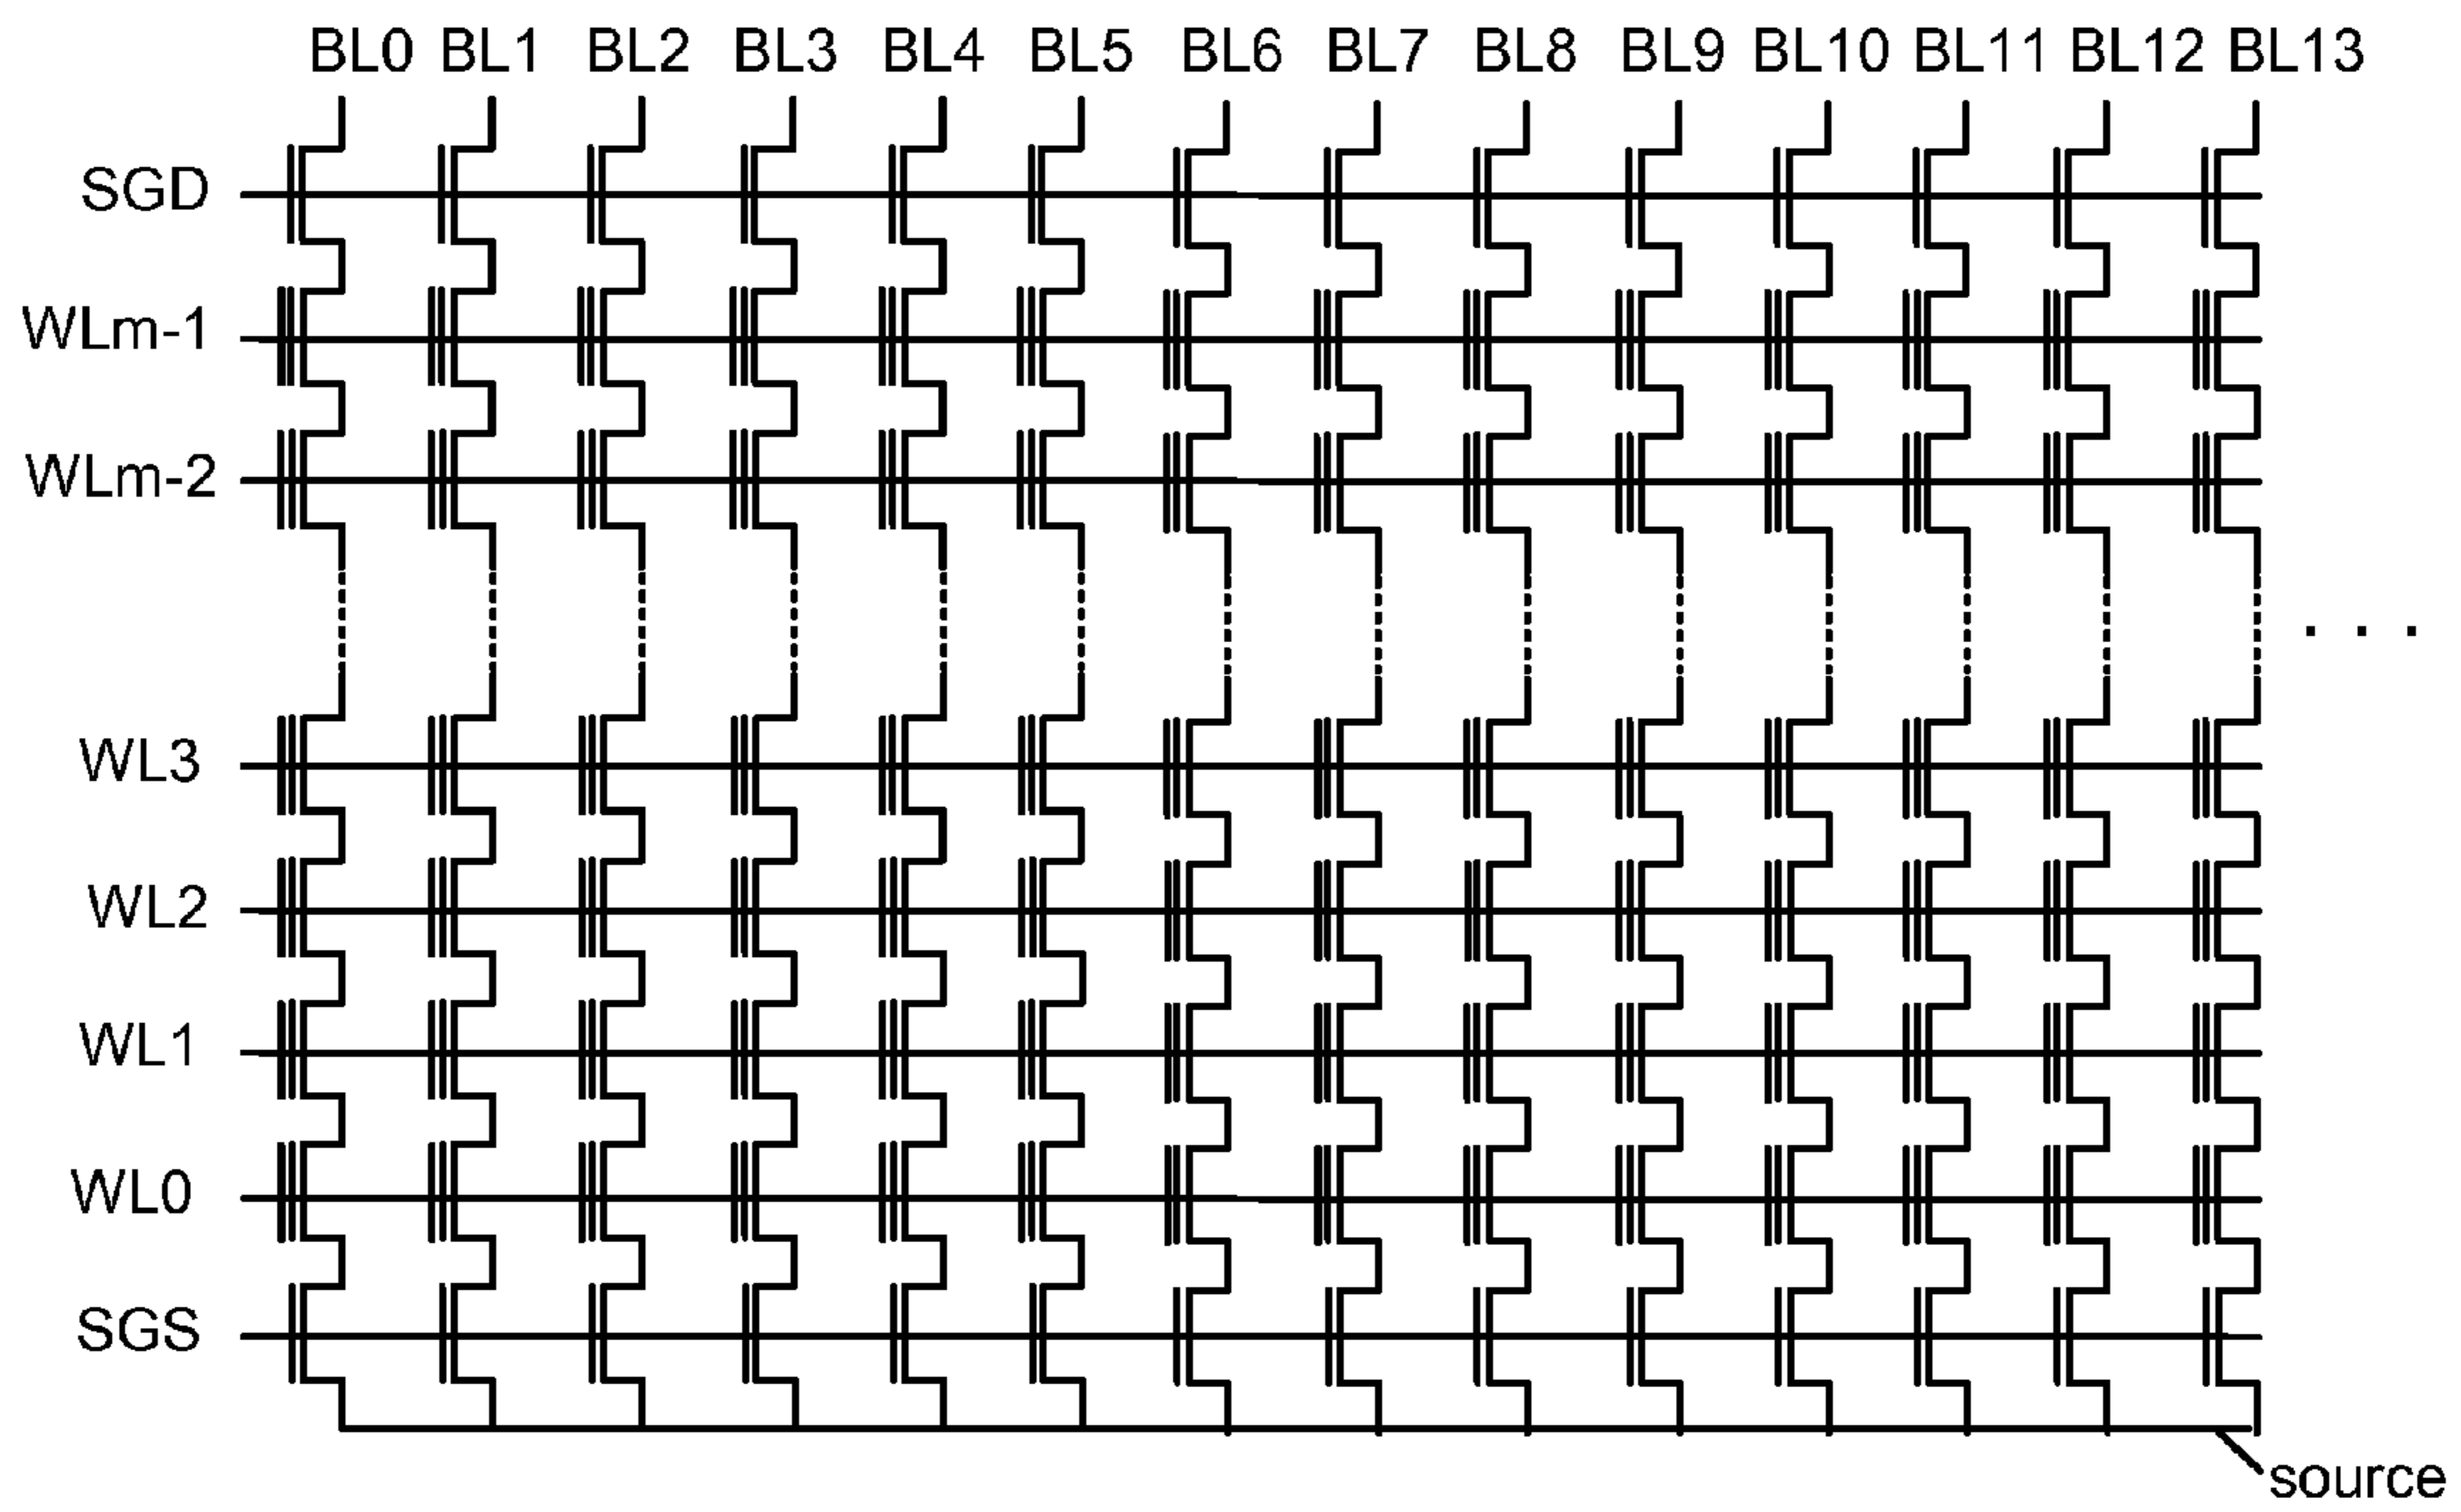 BL0 BL1 BL2 BL3 BL4 BL5 BL6 BL7 BL8 BL9 BL10 BL11 BL12 BL13
SGD
WLm-1
WLm-2
. . .
WL3
WL2
WL1
WL0
SGS
source